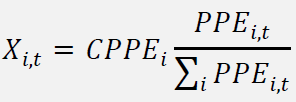 X_{i,t} = CPPE_i \frac{PPE_{i,t}}{\sum_i PPE_{i,t}}